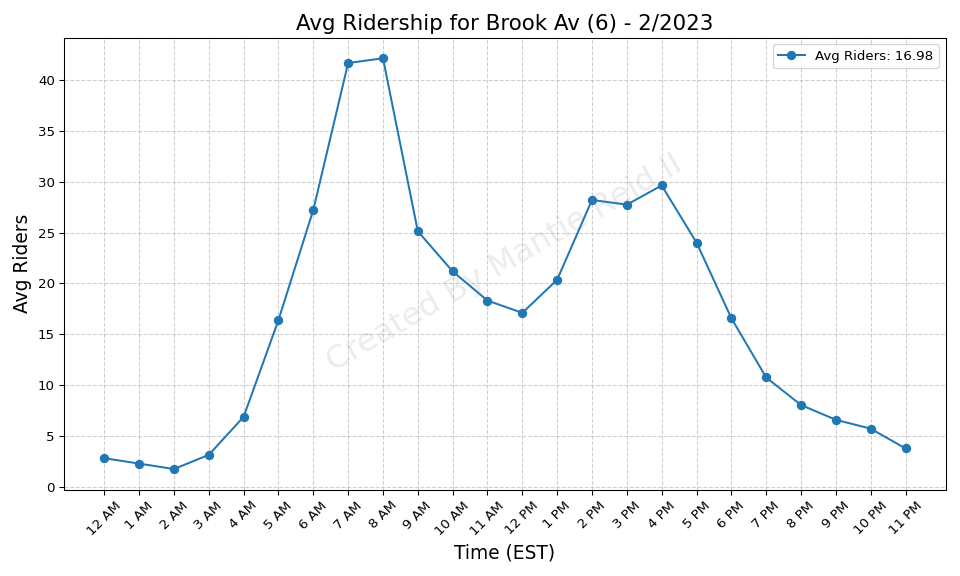 Avg Ridership for Brook Av (6) - 2/2023
Avg Riders: 16.98
Avg Riders
40
35
30
25
20
15
10
5
0
Created By Mantie Reid II
12 AM
1 AM
2 AM
3 AM
4 AM
5 AM
6 AM
7 AM
8 AM
9 AM
10 AM
11 AM
12 PM
1 PM
2 PM
3 PM
4 PM
5 PM
6 PM
7 PM
8 PM
9 PM
10 PM
11 PM
Time (EST)